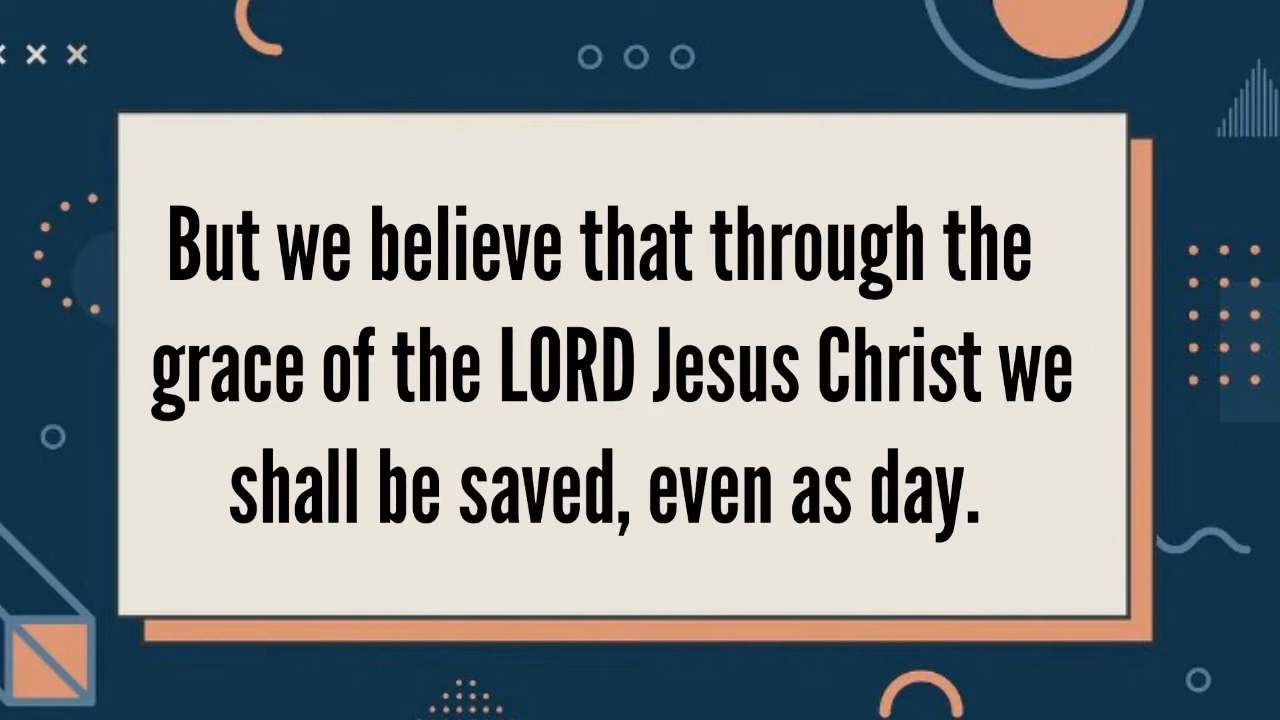 But we believe that through the
grace of the LORD Jesus Christ we
shall be saved, even as day.